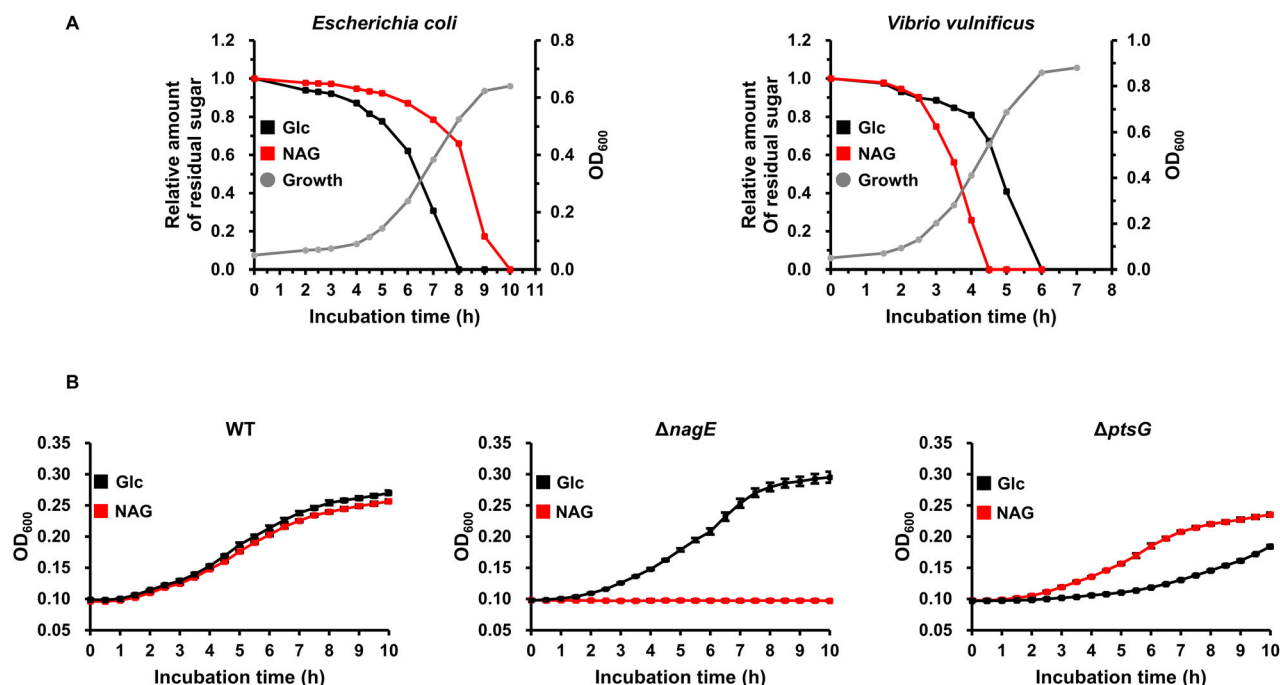 A
Escherichia coli
Relative amount
of residual sugar
1.2
1.0
0.8
0.6
0.4
0.2
0.0
Glc
NAG
Growth
0.8
0.6
0.4
0.2
0.0
OD600
0 1 2 3 4 5 6 7 8 9 10 11
Incubation time (h)
Vibrio vulnificus
Relative amount
Of residual sugar
1.2
1.0
0.8
0.6
0.4
0.2
0.0
Glc
NAG
Growth
1.0
0.8
0.6
0.4
0.2
0.0
OD600
0 1 2 3 4 5 6 7 8
Incubation time (h)
B
WT
OD600
0.35
0.30
0.25
0.20
0.15
0.10
0.05
Glc
NAG
0 1 2 3 4 5 6 7 8 9 10
Incubation time (h)
ΔnagE
OD600
0.35
0.30
0.25
0.20
0.15
0.10
0.05
Glc
NAG
0 1 2 3 4 5 6 7 8 9 10
Incubation time (h)
ΔptsG
OD600
0.35
0.30
0.25
0.20
0.15
0.10
0.05
Glc
NAG
0 1 2 3 4 5 6 7 8 9 10
Incubation time (h)